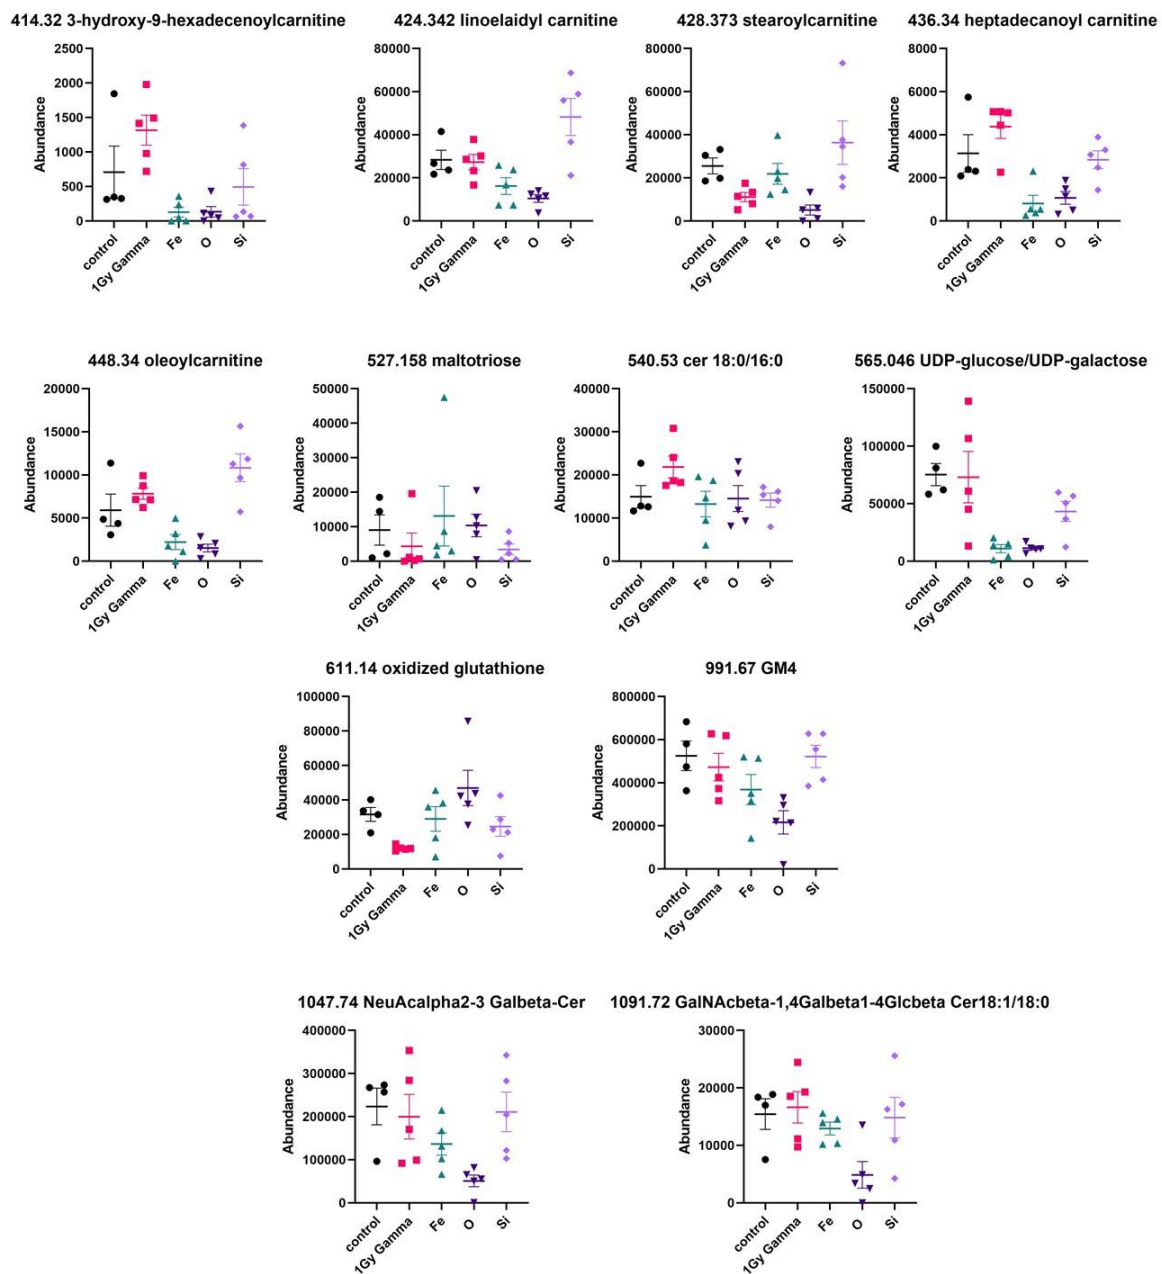 414.32 3-hydroxy-9-hexadecenoylcarnitine
2500
2000
1500
1000
500
0
Abundance
control
1Gy Gamma
Fe
O
Si
424.342 linoelaidyl carnitine
80000
60000
40000
20000
0
Abundance
control
1Gy Gamma
Fe
O
Si
428.373 stearoylcarnitine
80000
60000
40000
20000
0
Abundance
control
1Gy Gamma
Fe
O
Si
436.34 heptadecanoyl carnitine
8000
6000
4000
2000
0
Abundance
control
1Gy Gamma
Fe
O
Si
448.34 oleoylcarnitine
20000
15000
10000
5000
0
Abundance
control
1Gy Gamma
Fe
O
Si
527.158 maltotriose
50000
40000
30000
20000
10000
0
Abundance
control
1Gy Gamma
Fe
O
Si
540.53 cer 18:0/16:0
40000
30000
20000
10000
0
Abundance
control
1Gy Gamma
Fe
O
Si
565.046 UDP-glucose/UDP-galactose
150000
100000
50000
0
Abundance
control
1Gy Gamma
Fe
O
Si
611.14 oxidized glutathione
100000
80000
60000
40000
20000
0
Abundance
control
1Gy Gamma
Fe
O
Si
991.67 GM4
800000
600000
400000
200000
0
Abundance
control
1Gy Gamma
Fe
O
Si
1047.74 NeuAcalpha2-3 Galbeta-Cer
400000
300000
200000
100000
0
Abundance
control
1Gy Gamma
Fe
O
Si
1091.72 GalNAcbeta-1,4Galbeta1-4Glcbeta Cer18:1/18:0
30000
20000
10000
0
Abundance
control
1Gy Gamma
Fe
O
Si